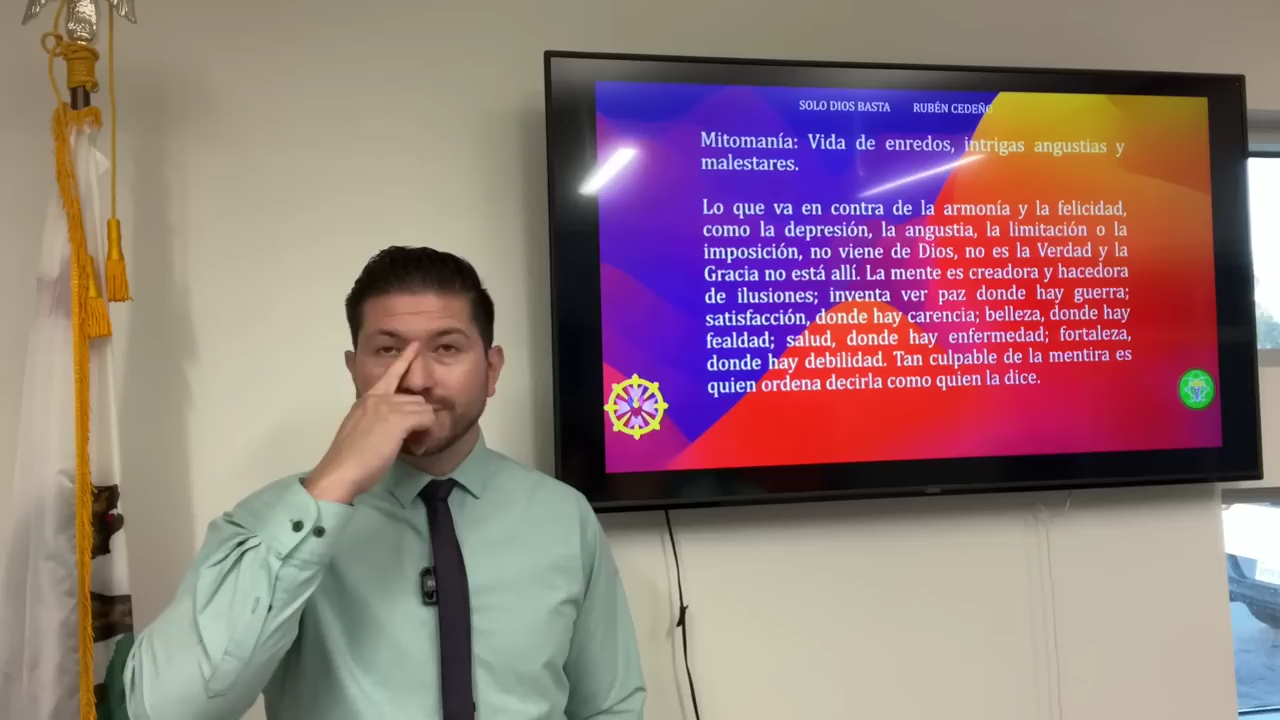 SOLO DIOS BASTA RUBÉN CEDEÑO
Mitomanía: Vida de enredos, intrigas angustias y
malestares.
Lo que va en contra de la armonía y la felicidad,
como la depresión, la angustia, la limitación o la
imposición, no viene de Dios, no es la Verdad y la
Gracia no está allí. La mente es creadora y hacedora
de ilusiones; inventa ver paz donde hay guerra;
satisfacción, donde hay carencia; belleza, donde hay
fealdad; salud, donde hay enfermedad; fortaleza,
donde hay debilidad. Tan culpable de la mentira es
quien ordena decirla como quien la dice.